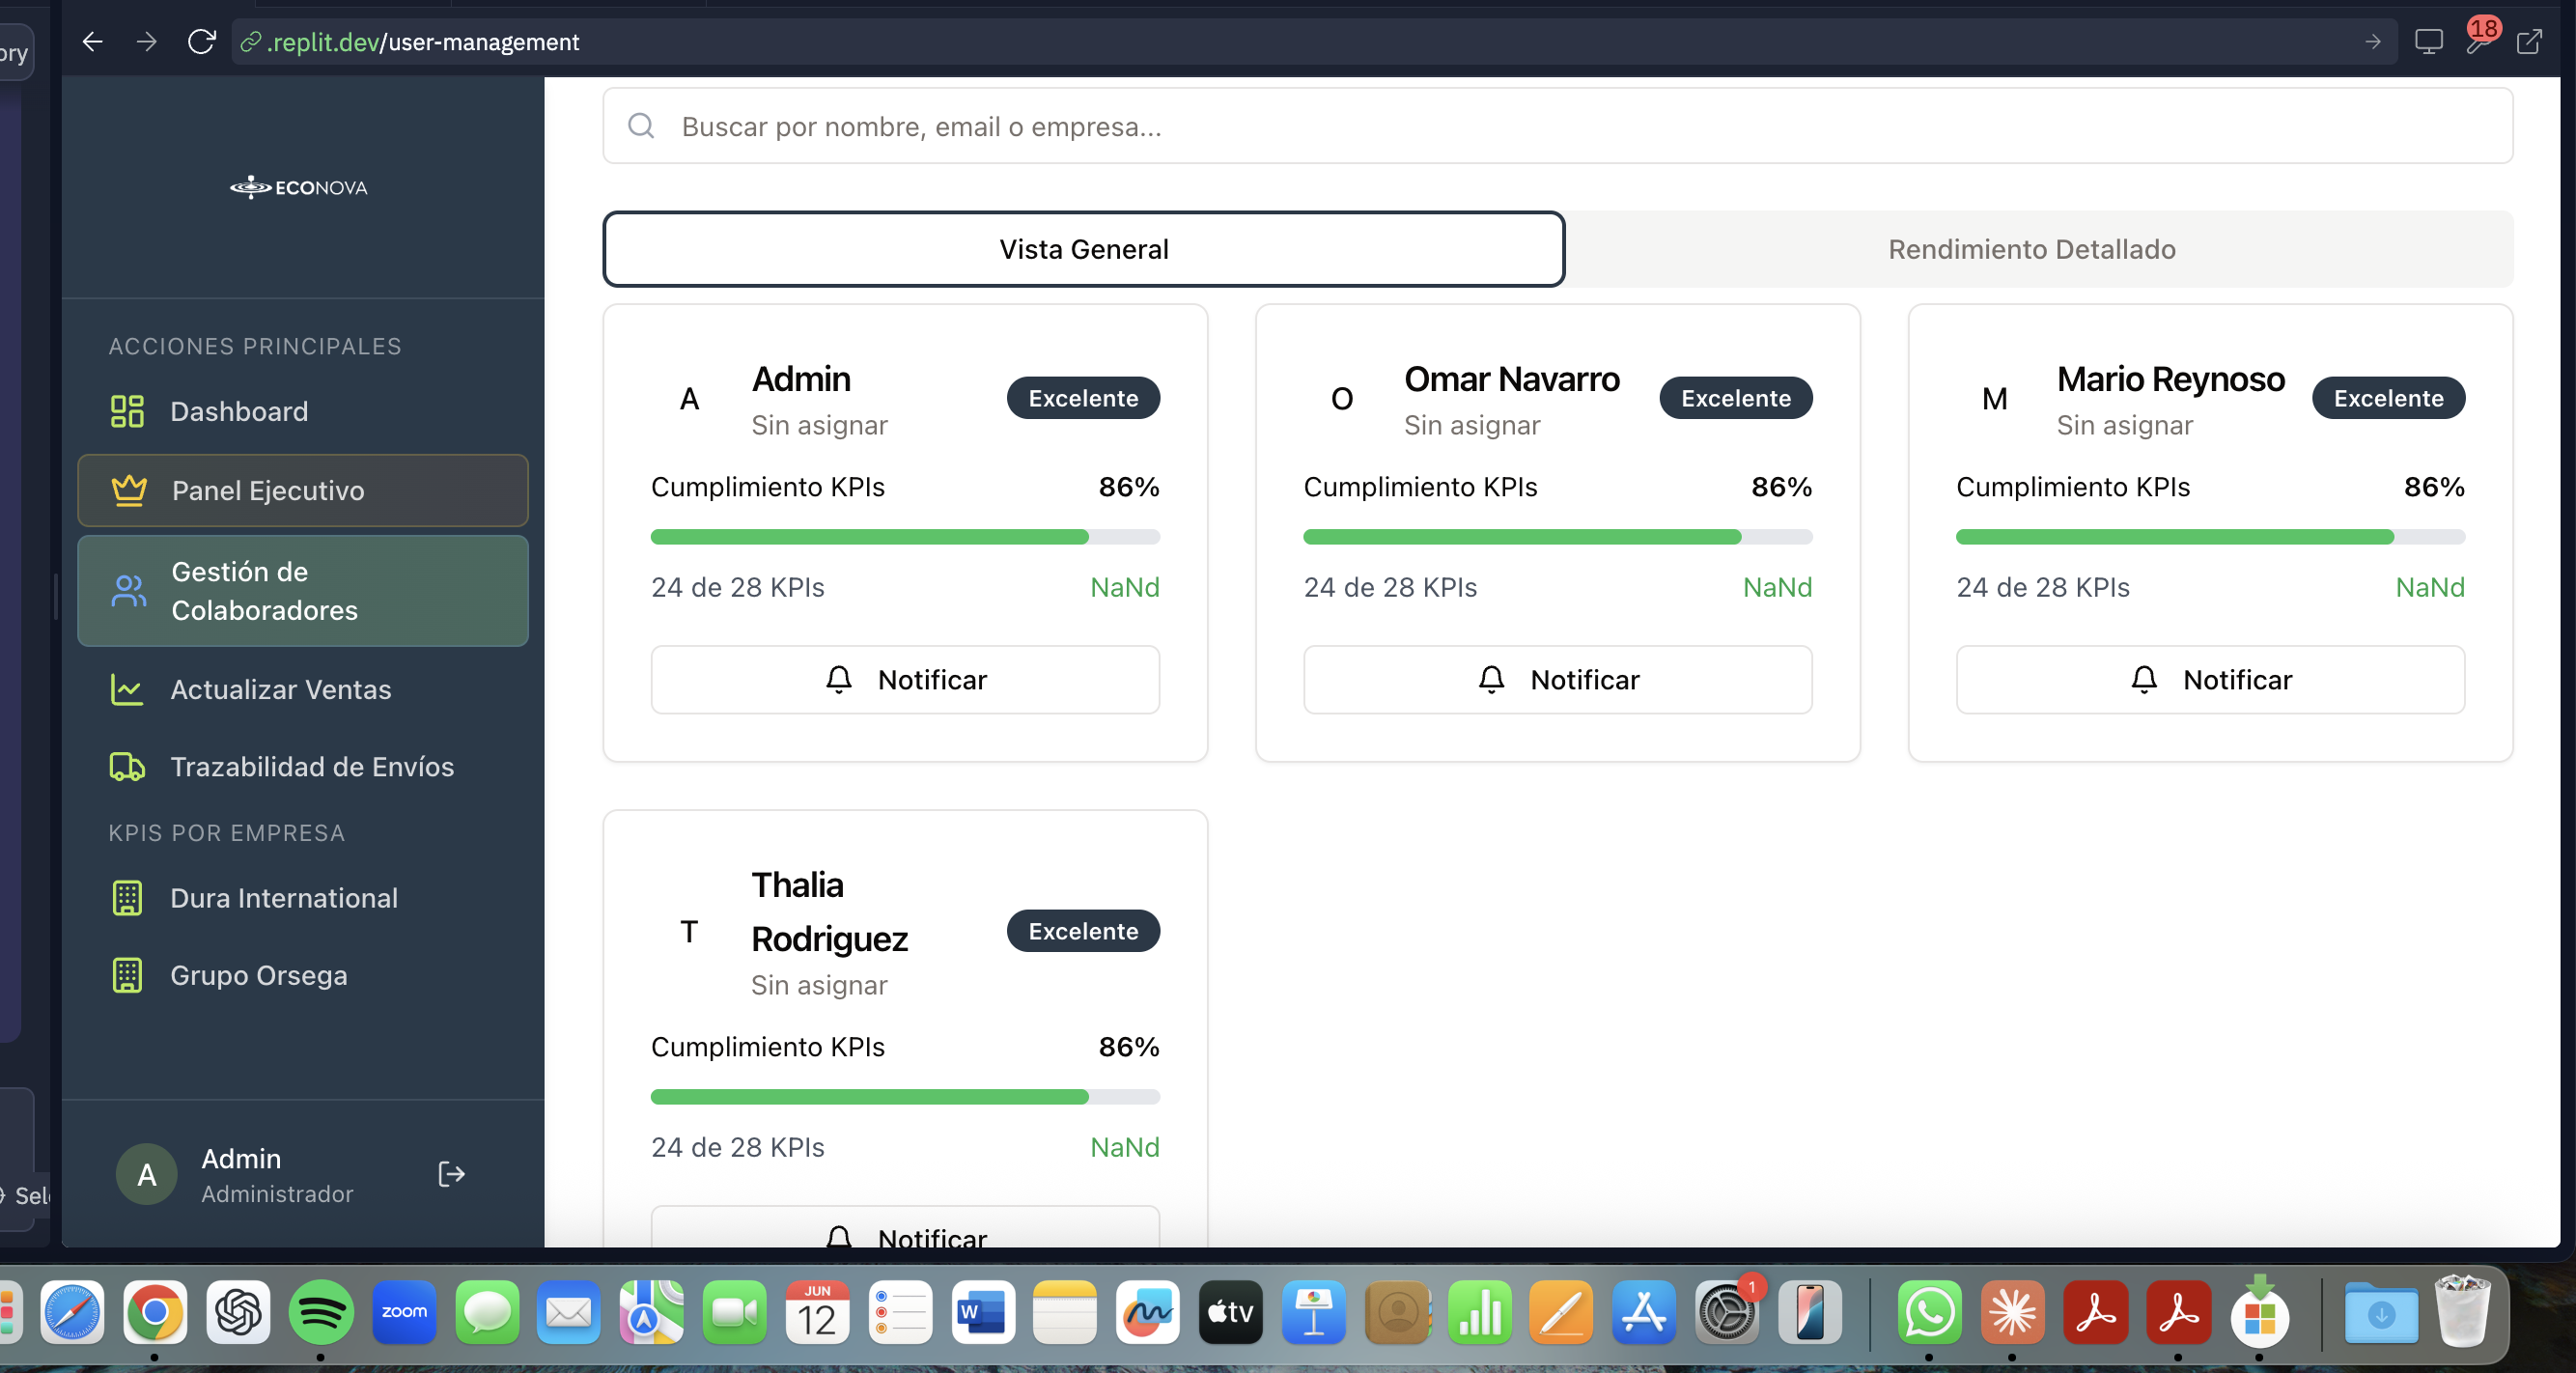 ory
.replit.dev/user-management
18
Buscar por nombre, email o empresa...
ECONOVA
Vista General
Rendimiento Detallado
ACCIONES PRINCIPALES
Dashboard
Panel Ejecutivo
Gestión de
Colaboradores
Actualizar Ventas
Trazabilidad de Envíos
KPIS POR EMPRESA
Dura International
Grupo Orsega
A
Admin
Administrador
Sele
A
Admin
Sin asignar
Excelente
Cumplimiento KPIs
86%
24 de 28 KPIs
NaNd
Notificar
O
Omar Navarro
Sin asignar
Excelente
Cumplimiento KPIs
86%
24 de 28 KPIs
NaNd
Notificar
M
Mario Reynoso
Sin asignar
Excelente
Cumplimiento KPIs
86%
24 de 28 KPIs
NaNd
Notificar
T
Thalia
Rodriguez
Sin asignar
Excelente
Cumplimiento KPIs
86%
24 de 28 KPIs
NaNd
Notificar
zoom
JUN
12
W
tv
1